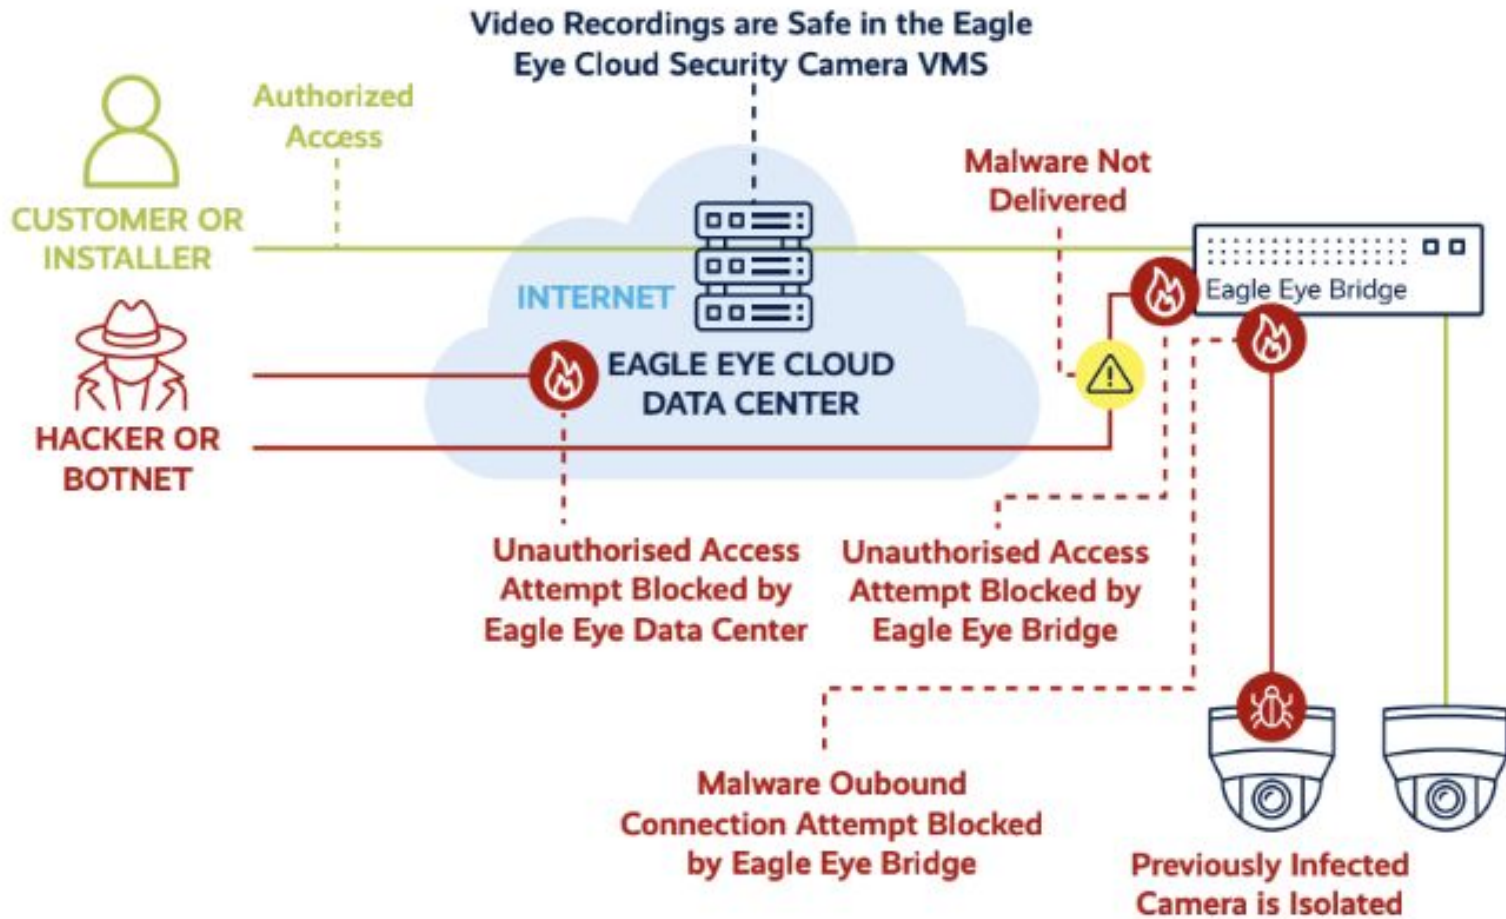 Video Recordings are Safe in the Eagle
Eye Cloud Security Camera VMS
Authorized
Access
CUSTOMER OR
INSTALLER
Malware Not
Delivered
INTERNET
Eagle Eye Bridge
EAGLE EYE CLOUD
DATA CENTER
HACKER OR
BOTNET
Unauthorised Access
Attempt Blocked by
Eagle Eye Data Center
Unauthorised Access
Attempt Blocked by
Eagle Eye Bridge
Malware Oubound
Connection Attempt Blocked
by Eagle Eye Bridge
Previously Infected
Camera is Isolated